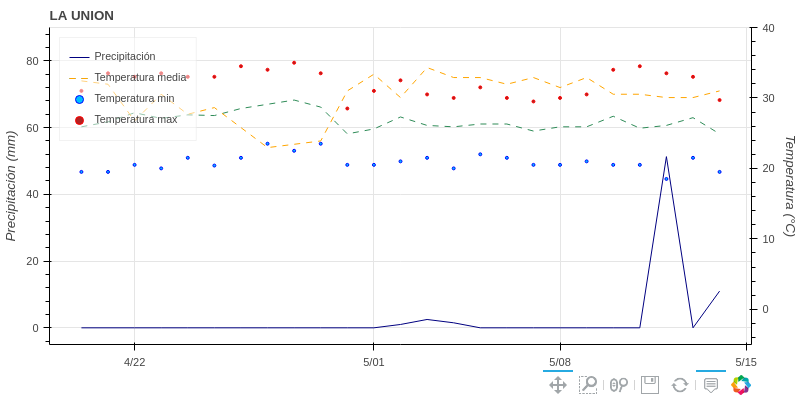 LA UNION
Precipitación
Temperatura media
Temperatura min
Temperatura max
Precipitación (mm)
80
60
40
20
0
40
30
20
10
0
Temperatura (°C)
4/22
5/01
5/08
5/15